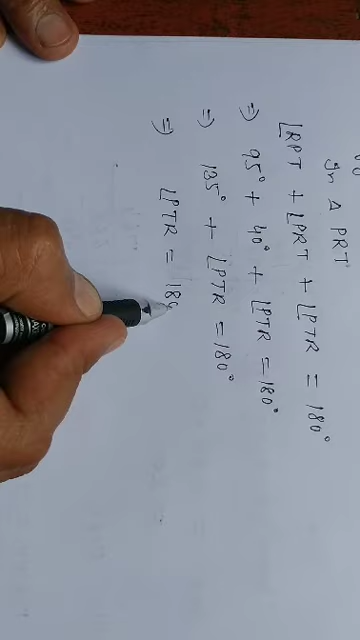 In Δ PRT
∠RPT + ∠PRT + ∠PTR = 180°
⇒ 95° + 40° + ∠PTR = 180°
⇒ 135° + ∠PTR = 180°
⇒ ∠PTR = 18